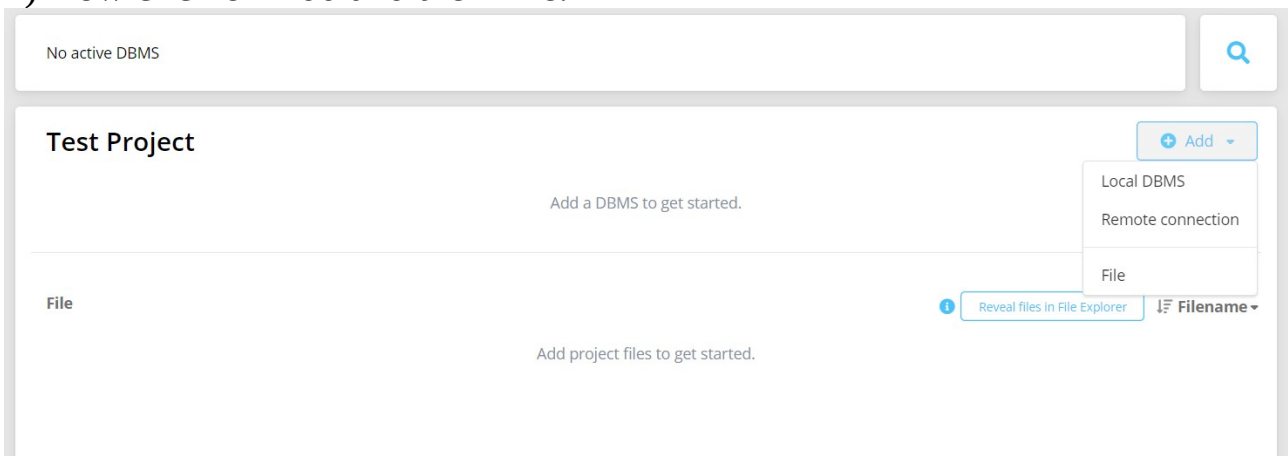 No active DBMS
Test Project
Add
Local DBMS
Add a DBMS to get started.
Remote connection
File
File
Reveal files in File Explorer
Filename
Add project files to get started.